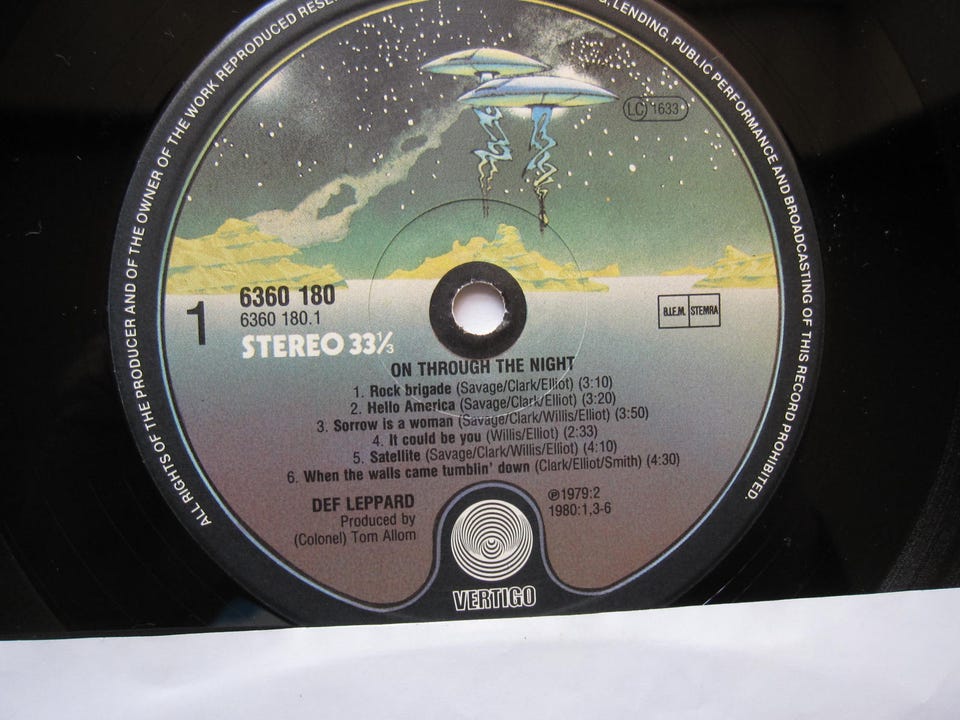 ALL RIGHTS OF THE PRODUCER AND OF THE OWNER OF THE WORK REPRODUCED
LENDING, PUBLIC PERFORMANCE AND BROADCASTING OF THIS RECORD PROHIBITED.
LC 1633
1
6360 180
6360 180.1
STEREO 33⅓
B.I.E.M. STEMRA
ON THROUGH THE NIGHT
1. Rock brigade (Savage/Clark/Elliot) (3:10)
2. Hello America (Savage/Clark/Elliot) (3:20)
3. Sorrow is a woman (Savage/Clark/Willis/Elliot) (3:50)
4. It could be you (Willis/Elliot) (2:33)
5. Satellite (Savage/Clark/Willis/Elliot) (4:10)
6. When the walls came tumblin' down (Clark/Elliot/Smith) (4:30)
DEF LEPPARD
Produced by
(Colonel) Tom Allom
℗1979:2
1980:1,3-6
VERTIGO